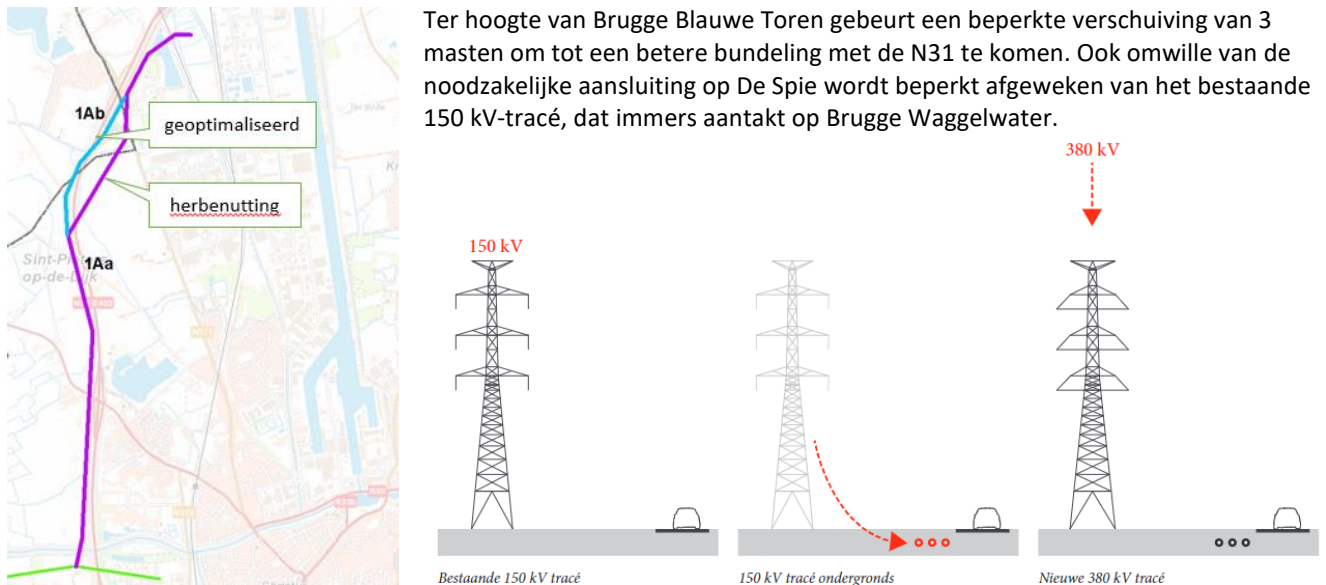 Ter hoogte van Brugge Blauwe Toren gebeurt een beperkte verschuiving van 3
masten om tot een betere bundeling met de N31 te komen. Ook omwille van de
noodzakelijke aansluiting op De Spie wordt beperkt afgeweken van het bestaande
150 kV-tracé, dat immers aantakt op Brugge Waggelwater.
1Ab
geoptimaliseerd
herbenutting
1Aa
op-de-Dijk
380 kV
150 kV
Bestaande 150 kV tracé
150 kV tracé ondergronds
Nieuwe 380 kV tracé